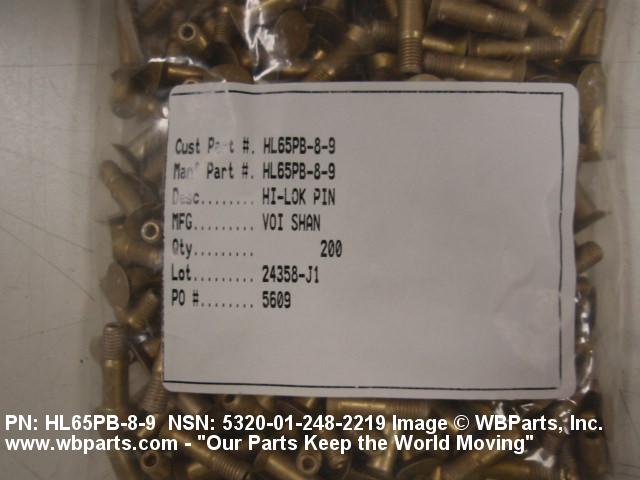 Cust Part #. HL65PB-8-9
Manf Part #. HL65PB-8-9
Desc........ HI-LOK PIN
MFG......... VOI SHAN
Qty......... 200
Lot......... 24358-J1
PO #........ 5609
PN: HL65PB-8-9 NSN: 5320-01-248-2219 Image © WBParts, Inc.
www.wbparts.com - "Our Parts Keep the World Moving"